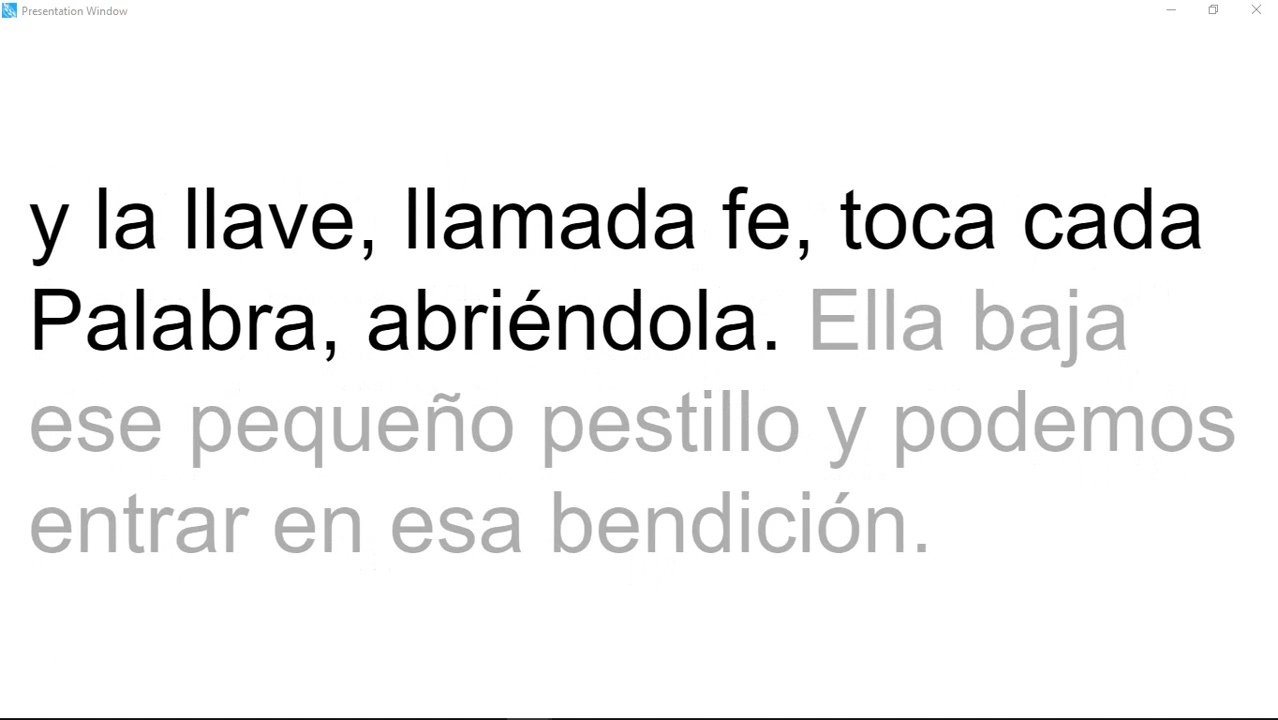 Presentation Window
y la llave, llamada fe, toca cada
Palabra, abriéndola. Ella baja
ese pequeño pestillo y podemos
entrar en esa bendición.